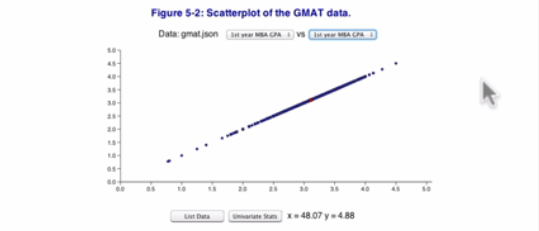 Figure 5-2: Scatterplot of the GMAT data.
Data: gmat.json 1st year MBA GPA vs 1st year MBA GPA
5.0
4.5
4.0
3.5
3.0
2.5
2.0
1.5
1.0
0.5
0.0
0.0 0.5 1.0 1.5 2.0 2.5 3.0 3.5 4.0 4.5 5.0
List Data Univariate Stats x = 48.07 y = 4.88